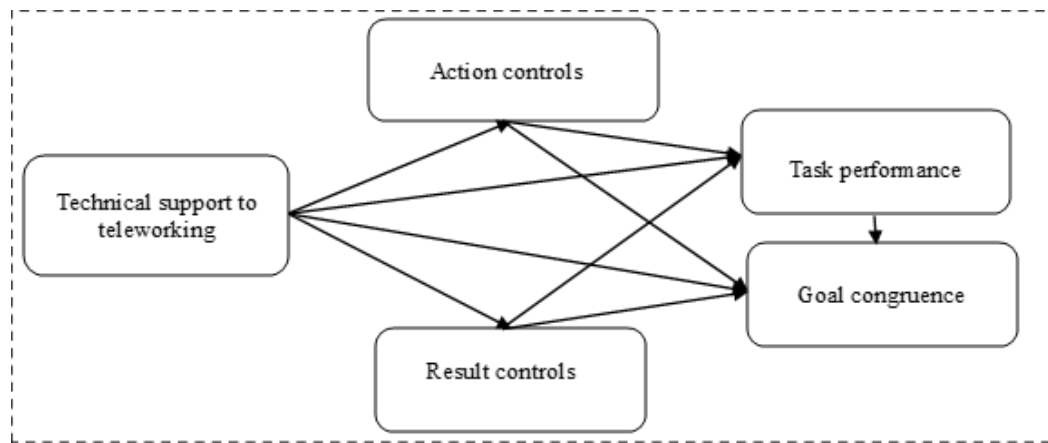 Action controls
Task performance
Technical support to
teleworking
Goal congruence
Result controls